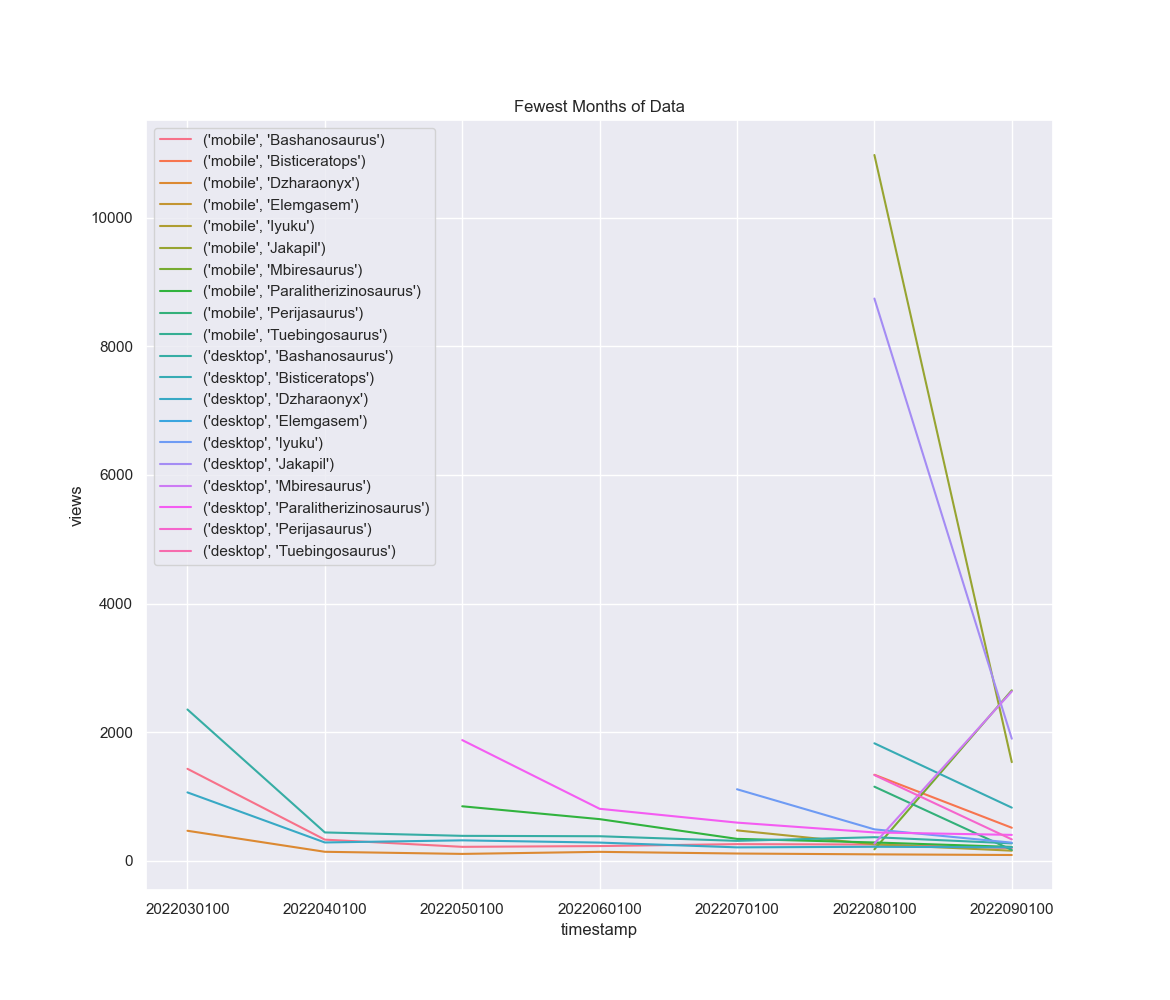 Fewest Months of Data
('mobile', 'Bashanosaurus')
('mobile', 'Bisticeratops')
('mobile', 'Dzharaonyx')
('mobile', 'Elemgasem')
('mobile', 'Iyuku')
('mobile', 'Jakapil')
('mobile', 'Mbiresaurus')
('mobile', 'Paralitherizinosaurus')
('mobile', 'Perijasaurus')
('mobile', 'Tuebingosaurus')
('desktop', 'Bashanosaurus')
('desktop', 'Bisticeratops')
('desktop', 'Dzharaonyx')
('desktop', 'Elemgasem')
('desktop', 'Iyuku')
('desktop', 'Jakapil')
('desktop', 'Mbiresaurus')
('desktop', 'Paralitherizinosaurus')
('desktop', 'Perijasaurus')
('desktop', 'Tuebingosaurus')
10000
8000
6000
4000
2000
0
views
2022030100 2022040100 2022050100 2022060100 2022070100 2022080100 2022090100
timestamp